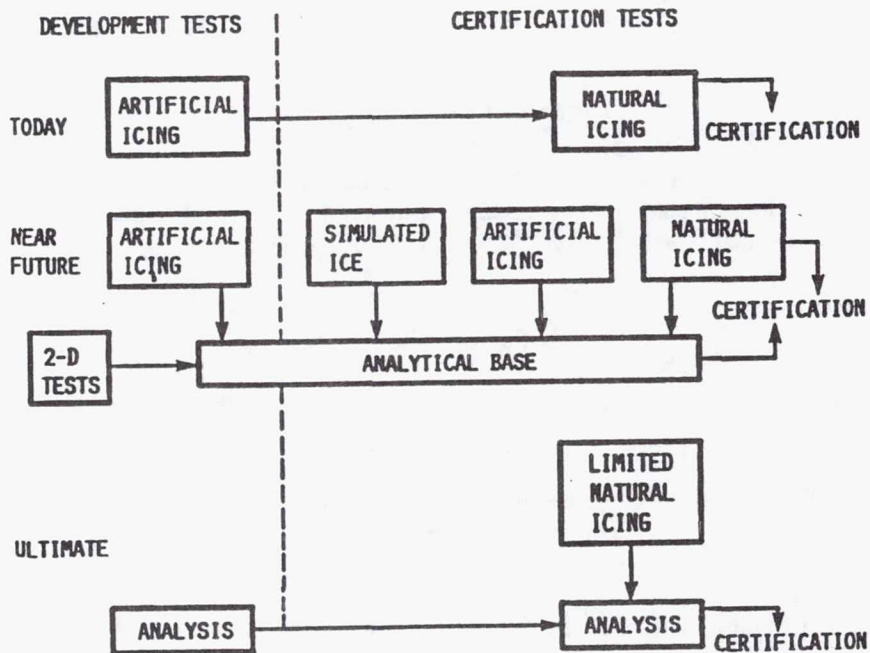 DEVELOPMENT TESTS
CERTIFICATION TESTS
TODAY
ARTIFICIAL
ICING
NATURAL
ICING
CERTIFICATION
NEAR
FUTURE
ARTIFICIAL
ICING
SIMULATED
ICE
ARTIFICIAL
ICING
NATURAL
ICING
CERTIFICATION
2-D
TESTS
ANALYTICAL BASE
LIMITED
NATURAL
ICING
ULTIMATE
ANALYSIS
ANALYSIS
CERTIFICATION